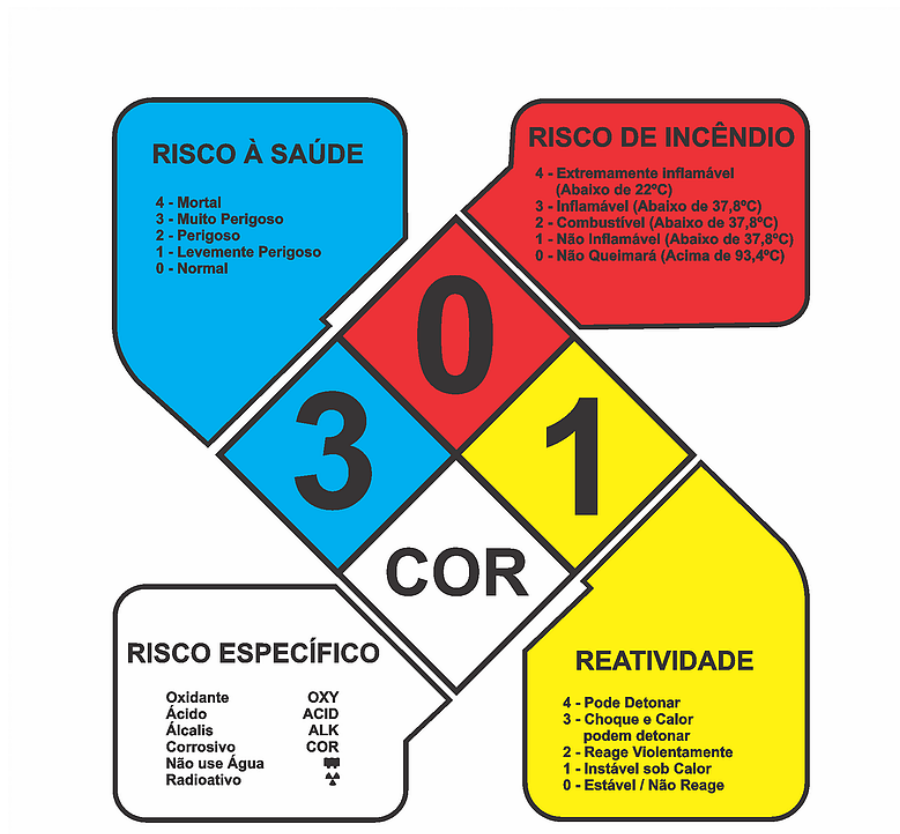 RISCO À SAÚDE
4 - Mortal
3 - Muito Perigoso
2 - Perigoso
1 - Levemente Perigoso
0 - Normal
RISCO DE INCÊNDIO
4 - Extremamente inflamável
(Abaixo de 22ºC)
3 - Inflamável (Abaixo de 37,8ºC)
2 - Combustível (Abaixo de 37,8ºC)
1 - Não Inflamável (Abaixo de 37,8ºC)
0 - Não Queimará (Acima de 93,4ºC)
0
3
1
COR
RISCO ESPECÍFICO
Oxidante OXY
Ácido ACID
Álcalis ALK
Corrosivo COR
Não use Água
Radioativo
REATIVIDADE
4 - Pode Detonar
3 - Choque e Calor
podem detonar
2 - Reage Violentamente
1 - Instável sob Calor
0 - Estável / Não Reage